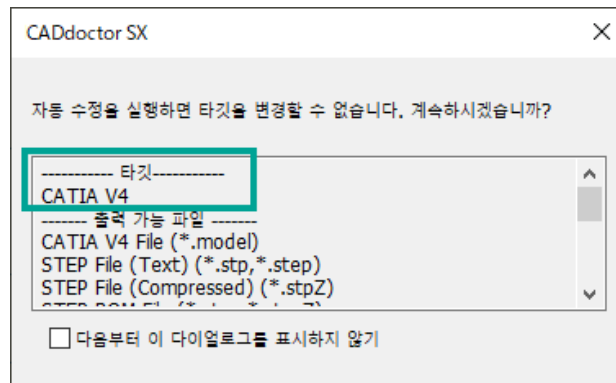 CADdoctor SX
자동 수정을 실행하면 타깃을 변경할 수 없습니다. 계속하시겠습니까?
----------- 타깃-----------
CATIA V4
------- 출력 가능 파일 -------
CATIA V4 File (*.model)
STEP File (Text) (*.stp,*.step)
STEP File (Compressed) (*.stpZ)
다음부터 이 다이얼로그를 표시하지 않기